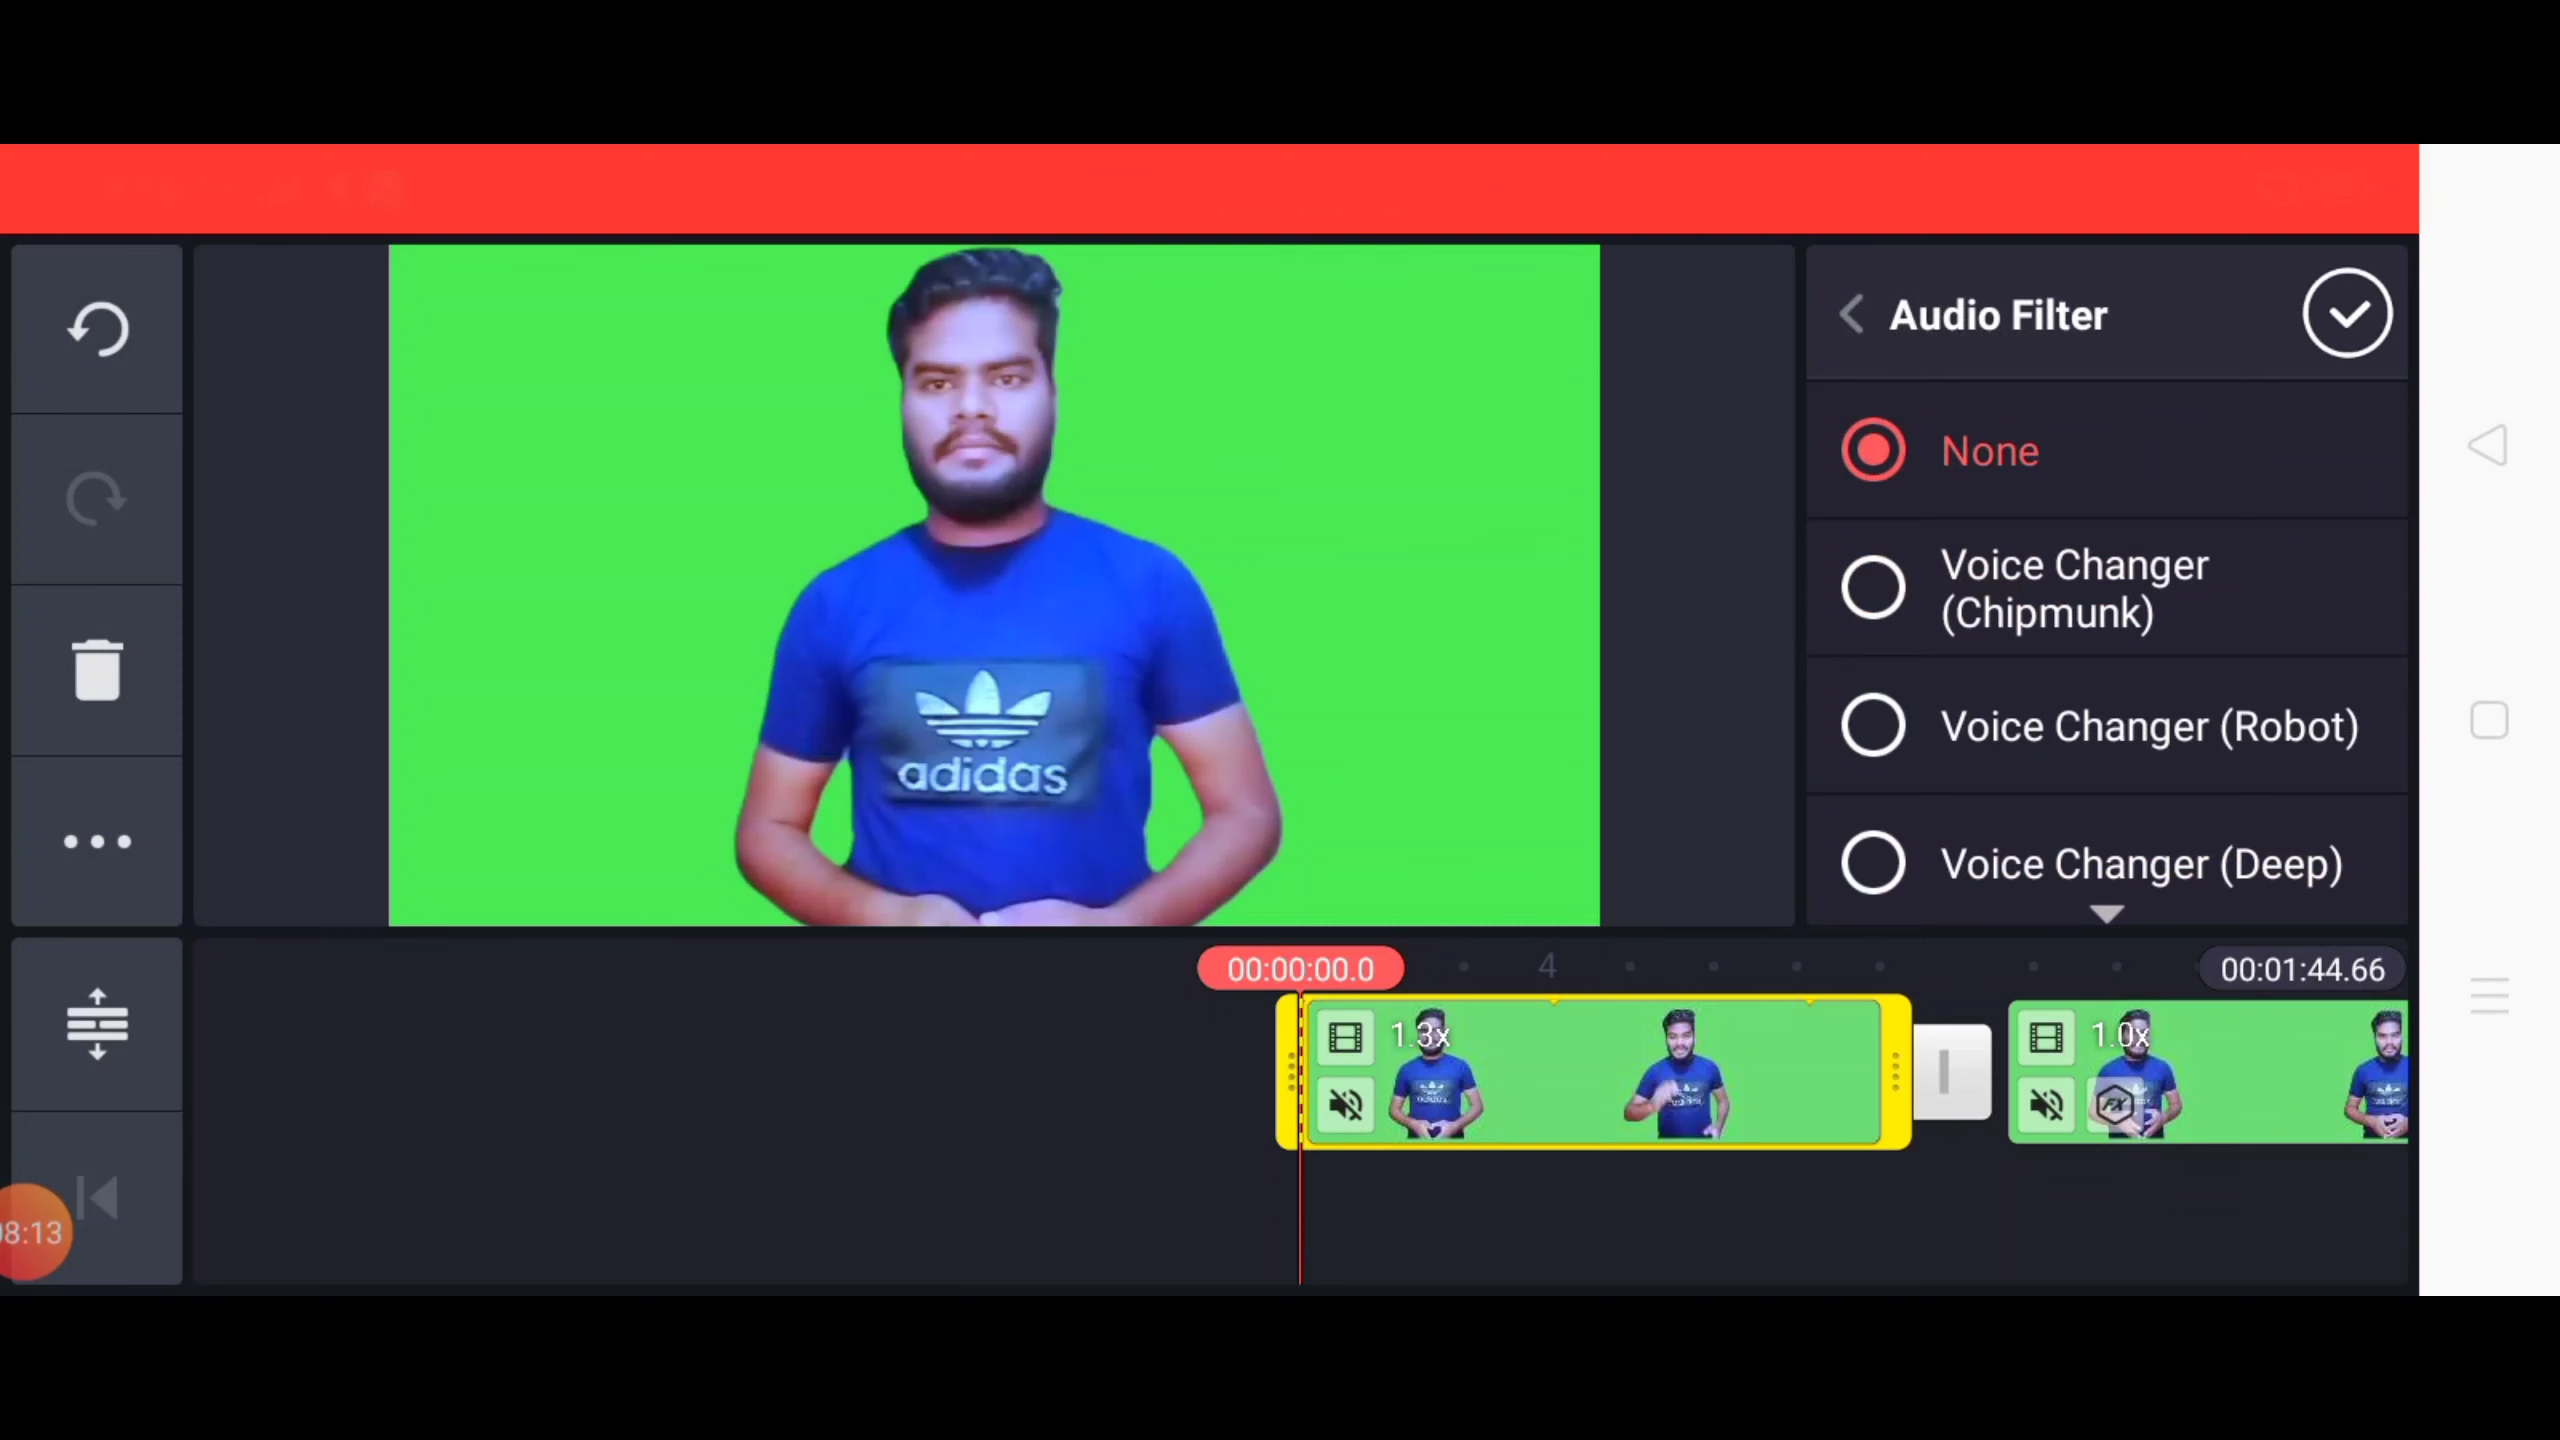 Audio Filter
None
Voice Changer
(Chipmunk)
Voice Changer (Robot)
Voice Changer (Deep)
adidas
00:00:00.0
4
00:01:44.66
1.3x
1.0x
FX
08:13